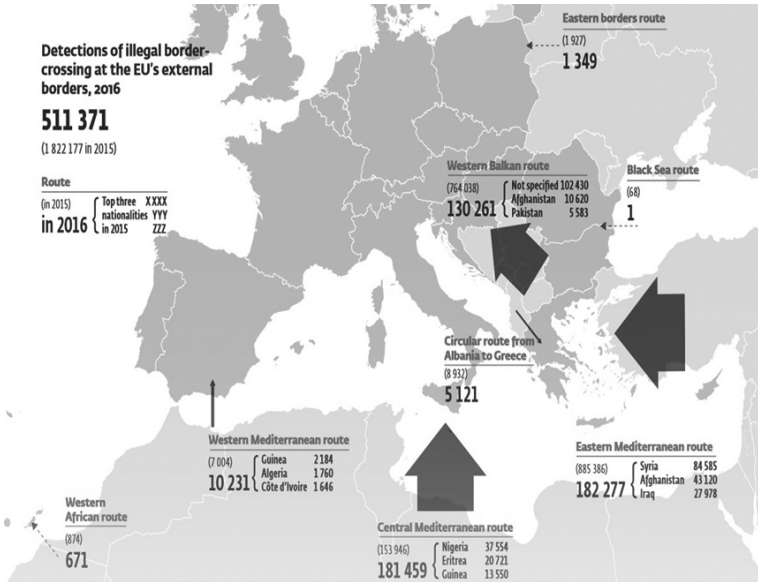 Detections of illegal border-
crossing at the EU's external
borders, 2016
511 371
(1 822 177 in 2015)
Route
(in 2015)
in 2016 { Top three XXXX
nationalities YYY
in 2015 ZZZ
Eastern borders route
(1 927)
1 349
Western Balkan route
(764 038)
130 261 { Not specified 102 430
Afghanistan 10 620
Pakistan 5 583
Black Sea route
(68)
1
Circular route from
Albania to Greece
(8 932)
5 121
Western Mediterranean route
(7 004)
10 231 { Guinea 2 184
Algeria 1 760
Côte d'Ivoire 1 646
Eastern Mediterranean route
(885 386)
182 277 { Syria 84 585
Afghanistan 43 120
Iraq 27 978
Western
African route
(874)
671
Central Mediterranean route
(153 946)
181 459 { Nigeria 37 554
Eritrea 20 721
Guinea 13 550